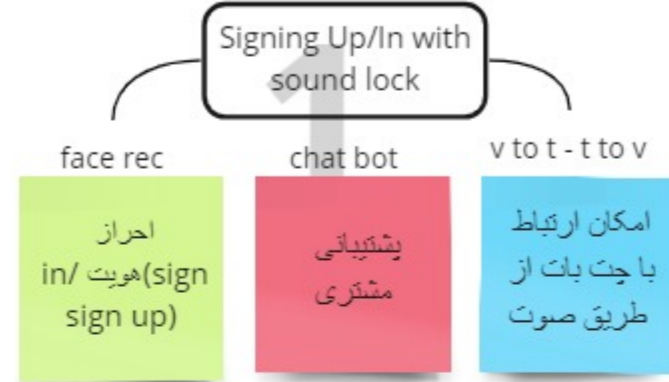 1
Signing Up/In with
sound lock
face rec
chat bot
v to t - t to v
احراز
هویت (sign in/
sign up)
پشتیبانی
مشتری
امکان ارتباط
با چت بات از
طریق صوت